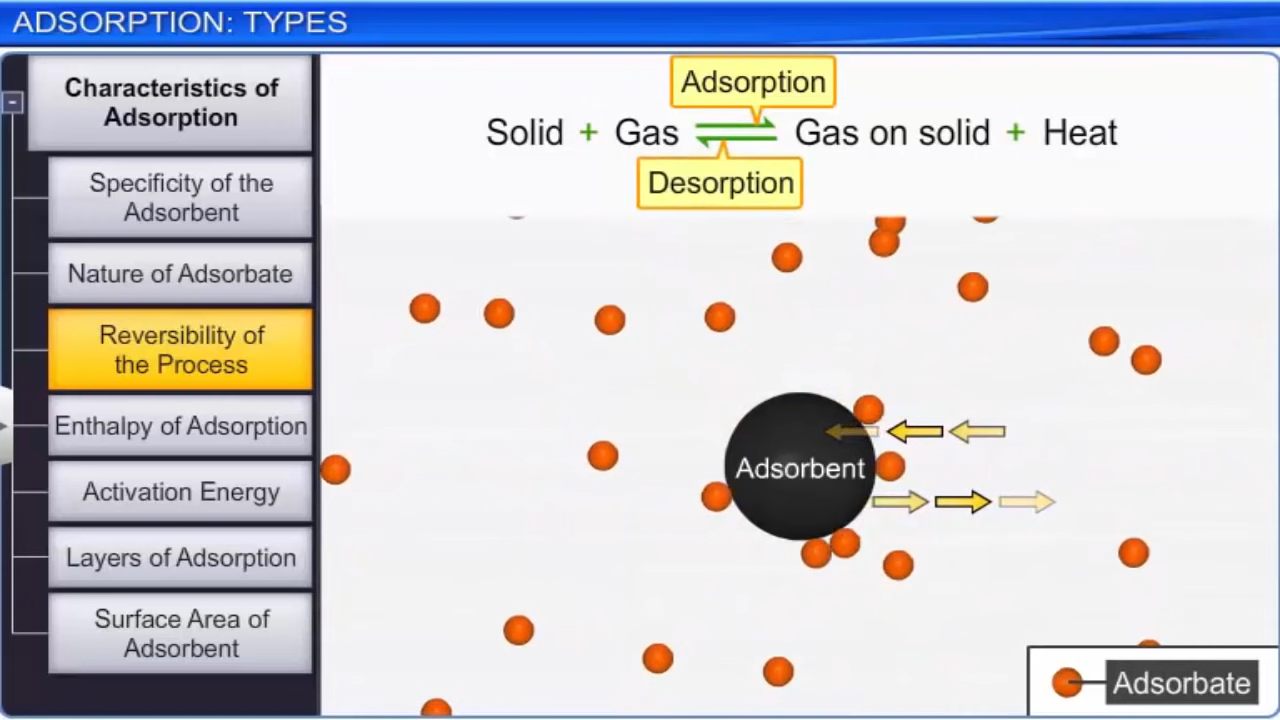 ADSORPTION: TYPES
Characteristics of
Adsorption
Specificity of the
Adsorbent
Nature of Adsorbate
Reversibility of
the Process
Enthalpy of Adsorption
Activation Energy
Layers of Adsorption
Surface Area of
Adsorbent
Adsorption
Solid + Gas ⇌ Gas on solid + Heat
Desorption
Adsorbent
Adsorbate